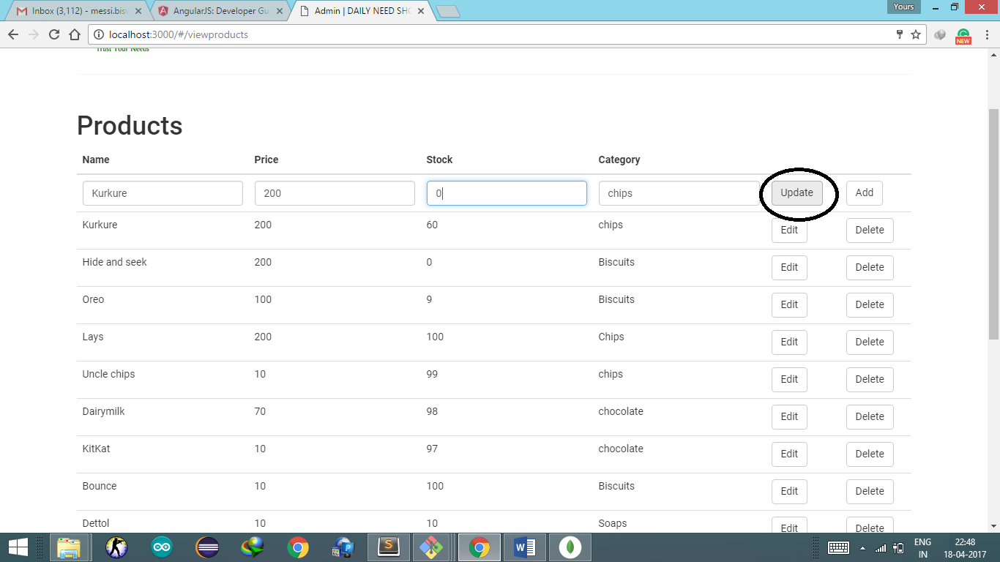 Inbox (3,112) - messi.bisw
AngularJS: Developer Gui
Admin | DAILY NEED SHO
Yours
localhost:3000/#/viewproducts
NEW
Trust Your Needs
Products
Name Price Stock Category
Kurkure 200 0 chips Update Add
Kurkure 200 60 chips Edit Delete
Hide and seek 200 0 Biscuits Edit Delete
Oreo 100 9 Biscuits Edit Delete
Lays 200 100 Chips Edit Delete
Uncle chips 10 99 chips Edit Delete
Dairymilk 70 98 chocolate Edit Delete
KitKat 10 97 chocolate Edit Delete
Bounce 10 100 Biscuits Edit Delete
Dettol 10 10 Soaps Edit Delete
ENG 22:48
IN 18-04-2017